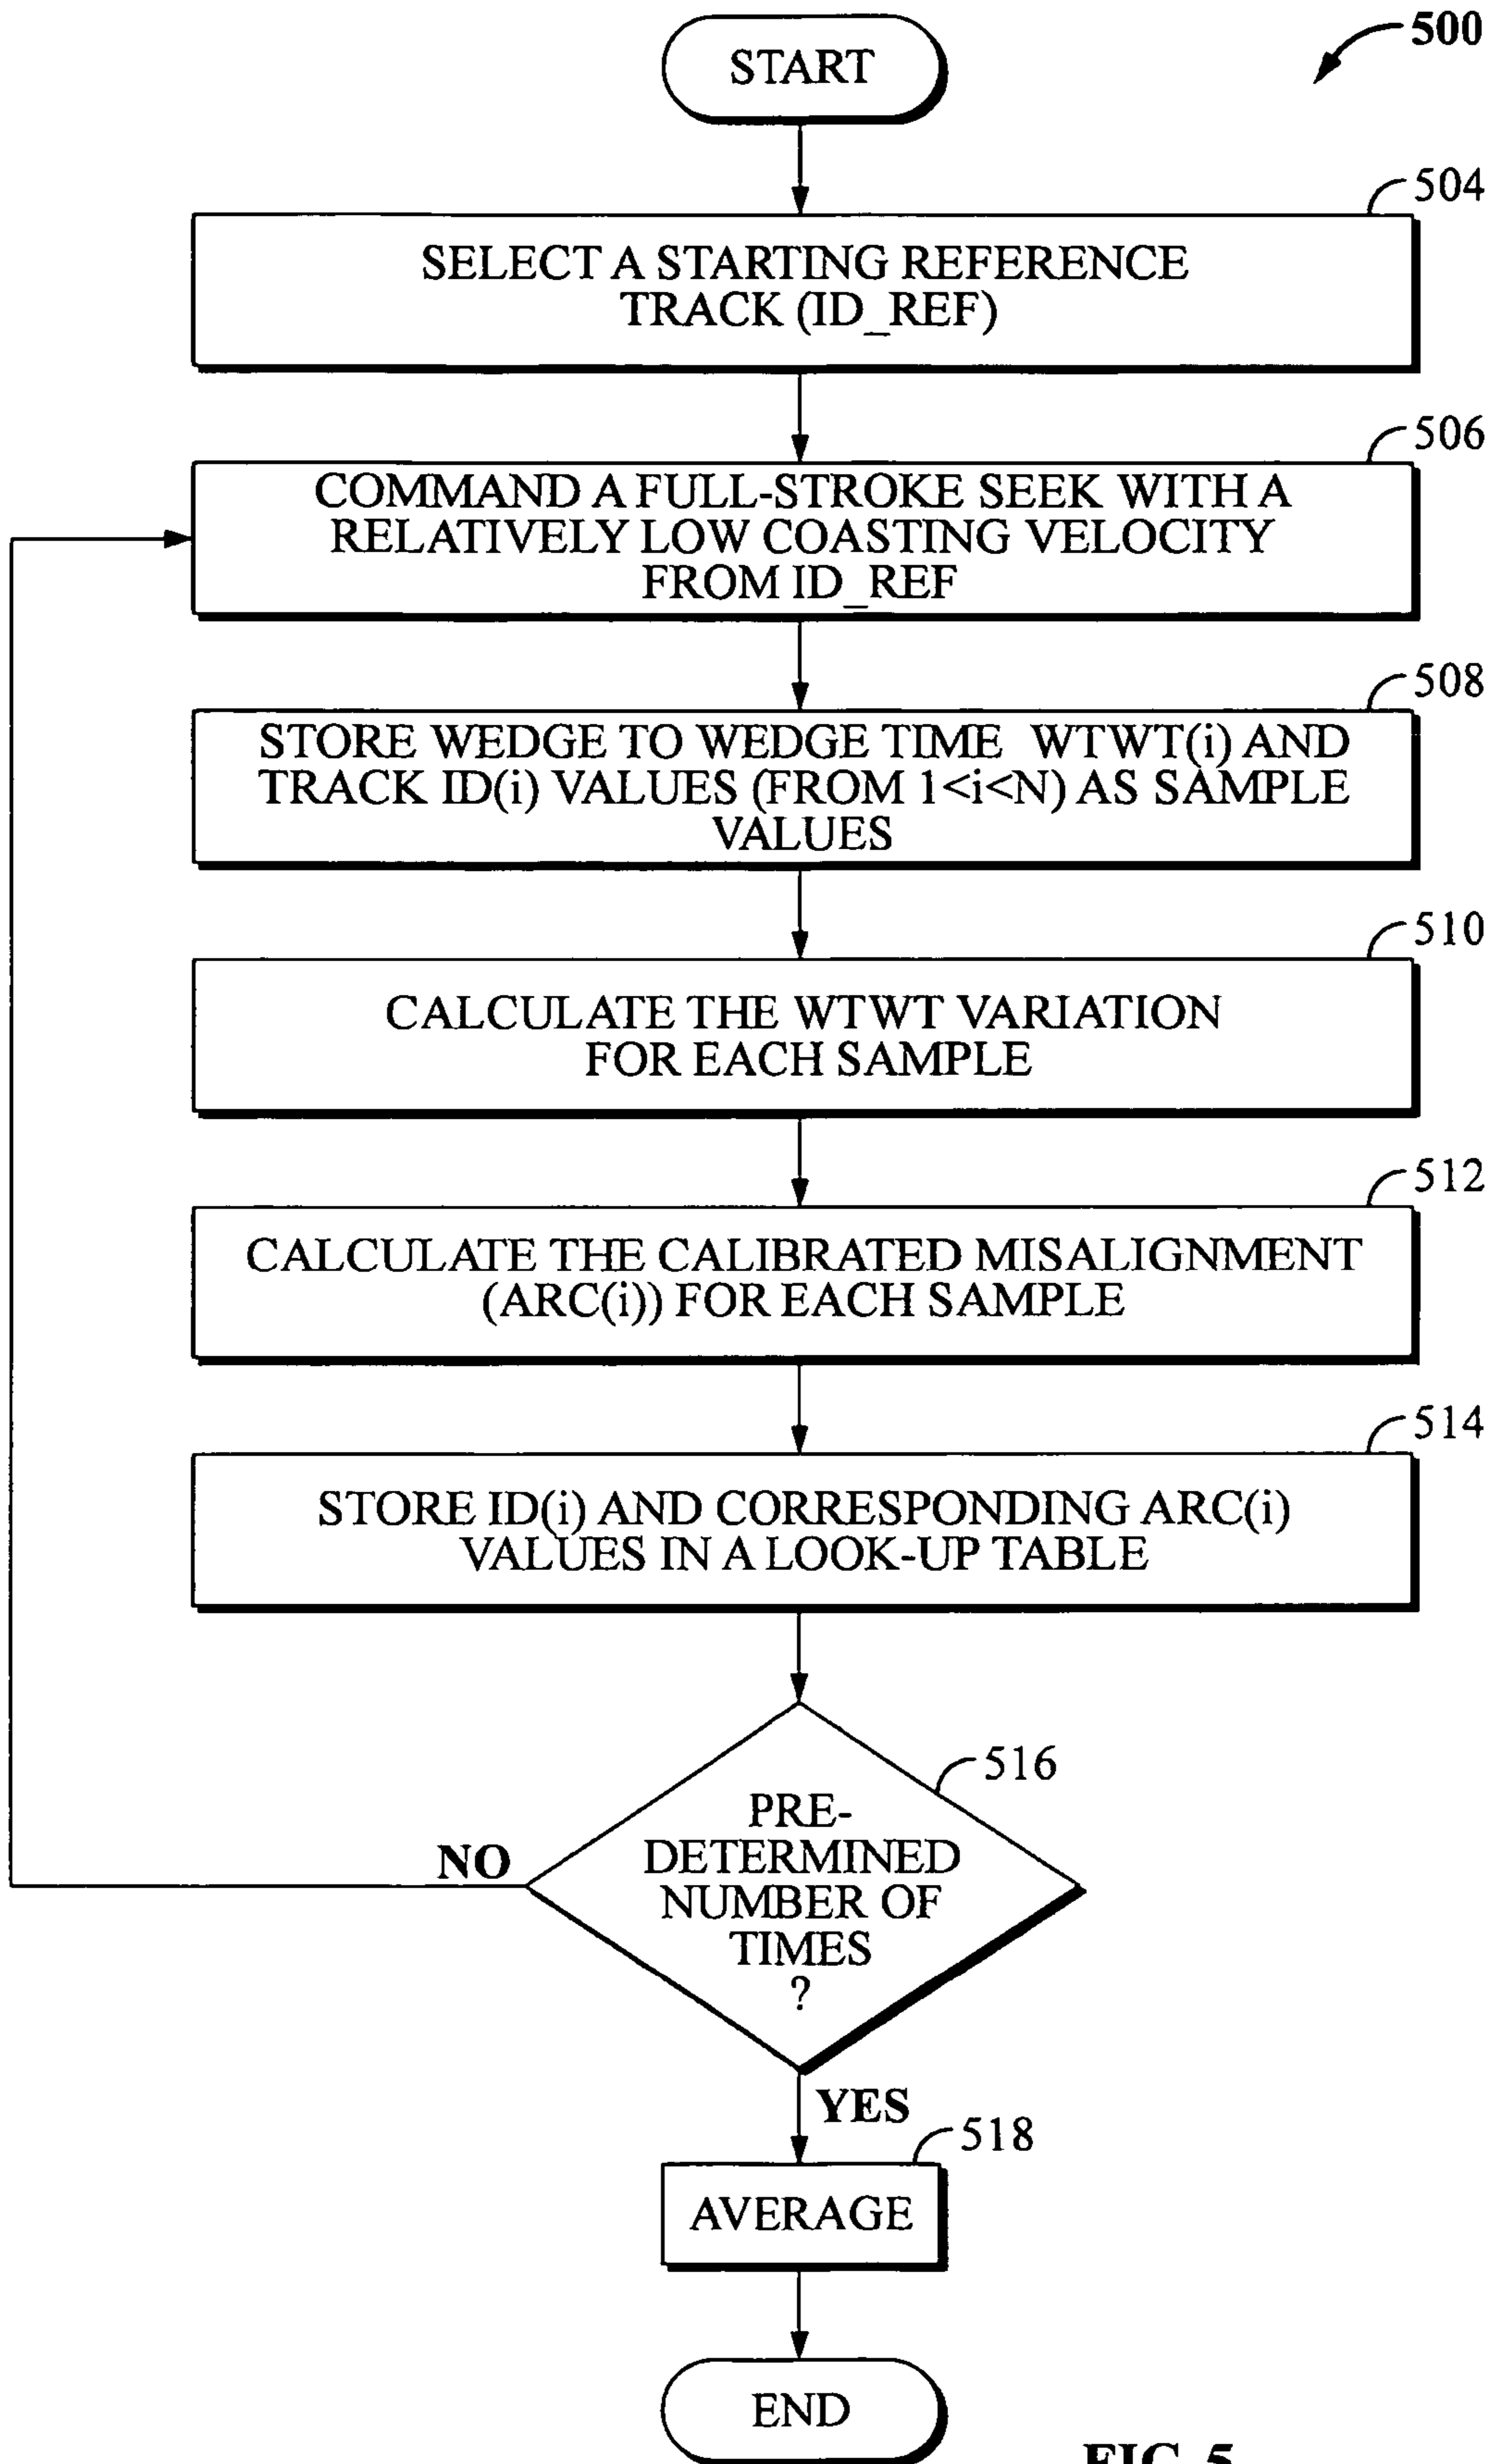 500
START
504
SELECT A STARTING REFERENCE
TRACK (ID_REF)
506
COMMAND A FULL-STROKE SEEK WITH A
RELATIVELY LOW COASTING VELOCITY
FROM ID_REF
508
STORE WEDGE TO WEDGE TIME WTWT(i) AND
TRACK ID(i) VALUES (FROM 1<i<N) AS SAMPLE
VALUES
510
CALCULATE THE WTWT VARIATION
FOR EACH SAMPLE
512
CALCULATE THE CALIBRATED MISALIGNMENT
(ARC(i)) FOR EACH SAMPLE
514
STORE ID(i) AND CORRESPONDING ARC(i)
VALUES IN A LOOK-UP TABLE
516
PRE-
DETERMINED
NUMBER OF
TIMES
?
NO
YES
518
AVERAGE
END
FIG. 5